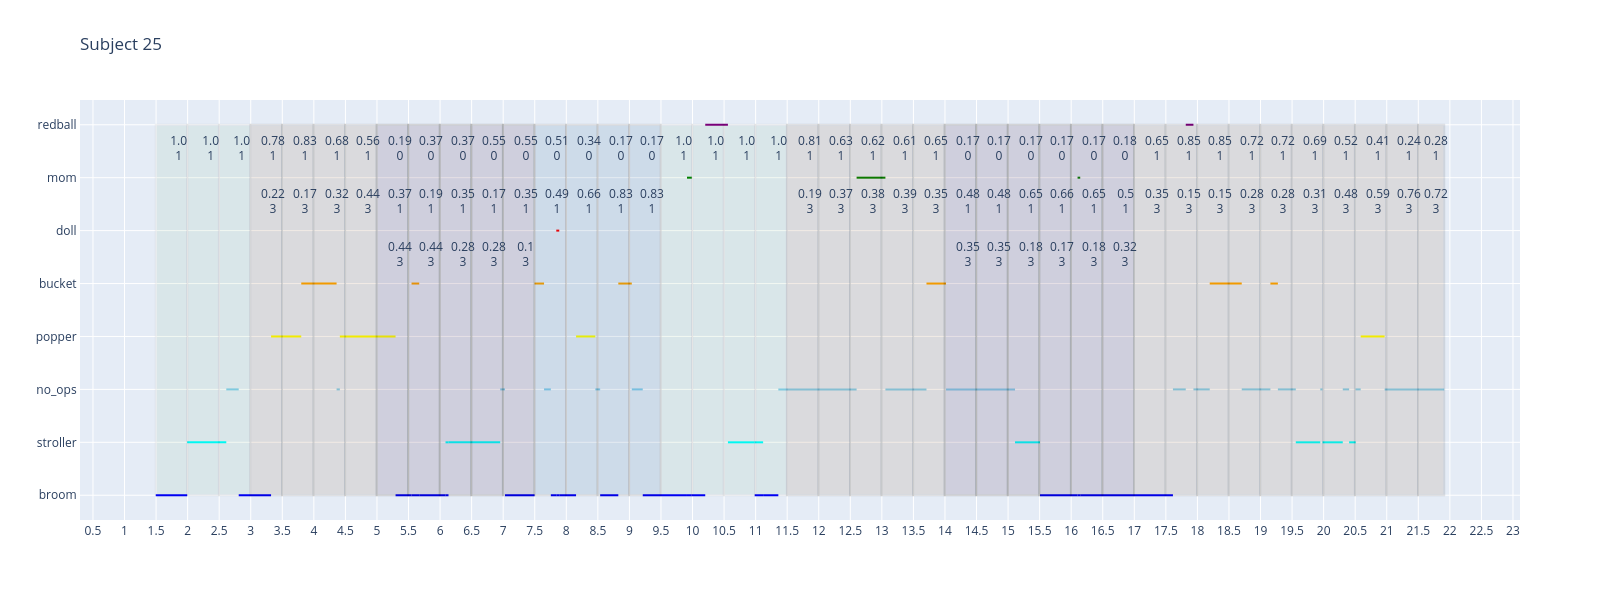 Subject 25
redball
1.0 1.0 1.0 0.78 0.83 0.68 0.56 0.19 0.37 0.37 0.55 0.55 0.51 0.34 0.17 0.17 1.0 1.0 1.0 1.0 0.81 0.63 0.62 0.61 0.65 0.17 0.17 0.17 0.17 0.17 0.18 0.65 0.85 0.85 0.72 0.72 0.69 0.52 0.41 0.24 0.28
1 1 1 1 1 1 1 0 0 0 0 0 0 0 0 0 1 1 1 1 1 1 1 1 1 0 0 0 0 0 0 1 1 1 1 1 1 1 1 1 1
mom
0.22 0.17 0.32 0.44 0.37 0.19 0.35 0.17 0.35 0.49 0.66 0.83 0.83 0.19 0.37 0.38 0.39 0.35 0.48 0.48 0.65 0.66 0.65 0.5 0.35 0.15 0.15 0.28 0.28 0.31 0.48 0.59 0.76 0.72
3 3 3 3 1 1 1 1 1 1 1 1 1 3 3 3 3 3 1 1 1 1 1 1 3 3 3 3 3 3 3 3 3 3
doll
0.44 0.44 0.28 0.28 0.1 0.35 0.35 0.18 0.17 0.18 0.32
3 3 3 3 3 3 3 3 3 3 3
bucket
popper
no_ops
stroller
broom
0.5 1 1.5 2 2.5 3 3.5 4 4.5 5 5.5 6 6.5 7 7.5 8 8.5 9 9.5 10 10.5 11 11.5 12 12.5 13 13.5 14 14.5 15 15.5 16 16.5 17 17.5 18 18.5 19 19.5 20 20.5 21 21.5 22 22.5 23